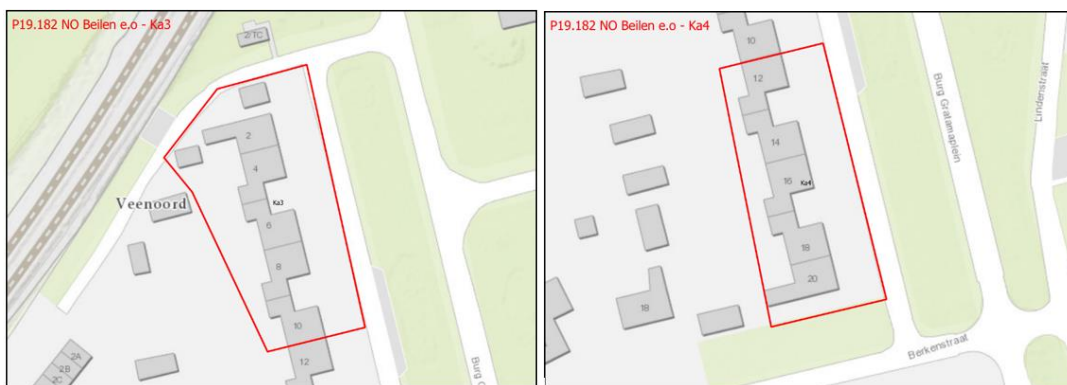 P19.182 NO Beilen e.o - Ka3
2/TC
2
4
Veenoord
Ka3
6
8
10
12
2A
2B
2C
P19.182 NO Beilen e.o - Ka4
10
12
14
16
Ka4
18
20
18
Burg Gratamaplein
Lindenstraat
Berkenstraat